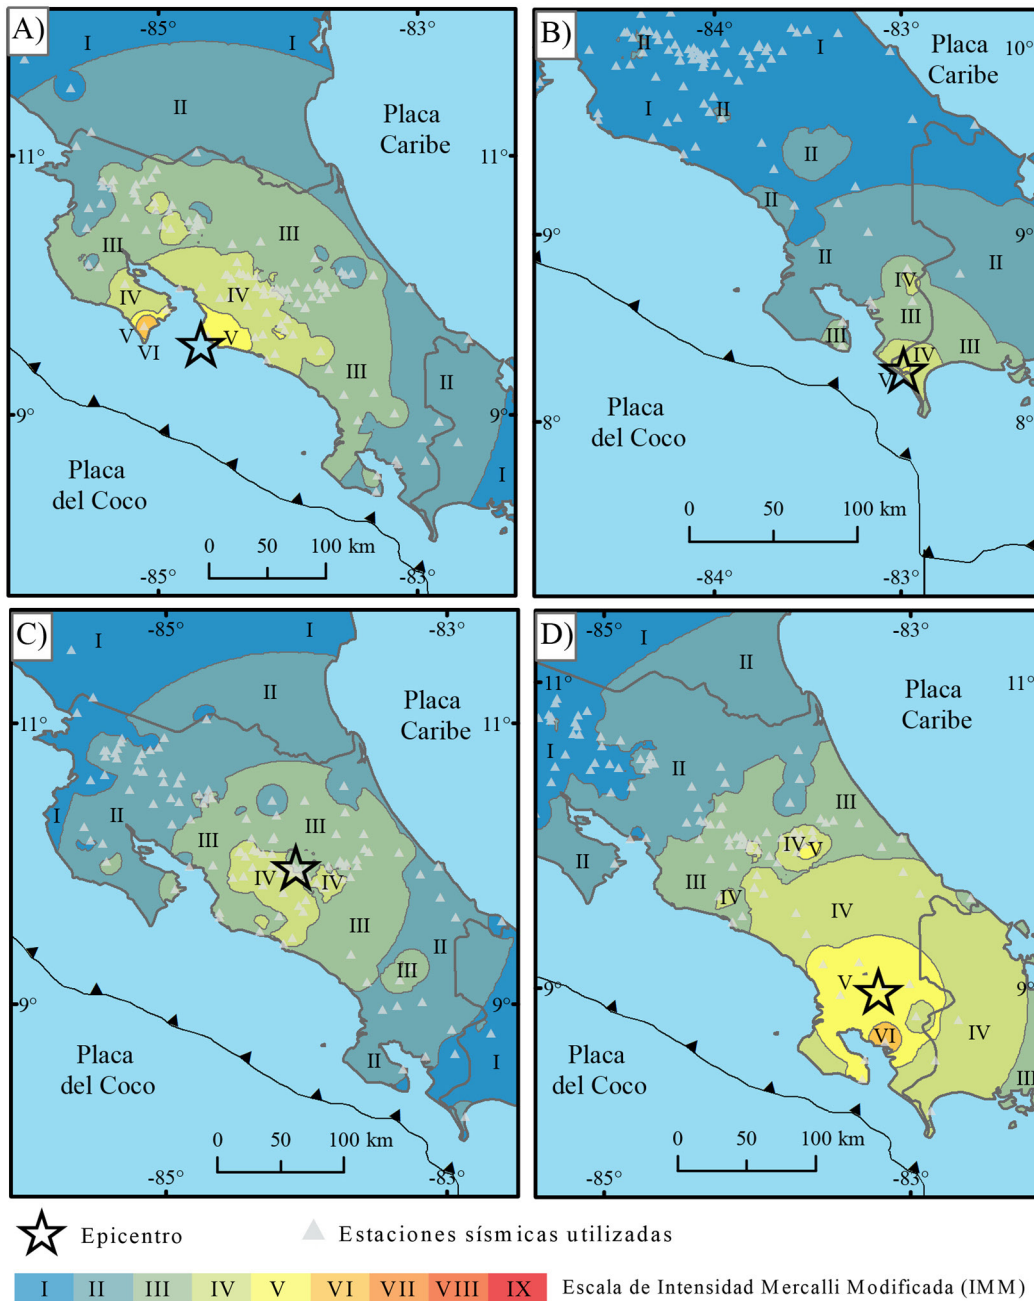 A)
-85°
-83°
I
I
II
Placa
Caribe
11°
11°
III
III
IV
IV
V
V
VI
III
II
9°
9°
I
Placa
del Coco
0 50 100 km
-85°
-83°
B)
-84°
-83°
10°
II
I
Placa
Caribe
I
II
II
II
9°
9°
II
II
IV
III
III
III
IV
V
8°
8°
Placa
del Coco
0 50 100 km
-84°
-83°
C)
-85°
-83°
I
I
II
Placa
Caribe
11°
11°
I
II
III
III
IV
IV
III
II
III
9°
9°
II
I
Placa
del Coco
0 50 100 km
-85°
-83°
D)
-85°
-83°
II
11°
11°
Placa
Caribe
I
II
III
IV
V
II
III
IV
IV
V
9°
9°
VI
IV
III
Placa
del Coco
0 50 100 km
-85°
-83°
Epicentro
Estaciones sísmicas utilizadas
I II III IV V VI VII VIII IX Escala de Intensidad Mercalli Modificada (IMM)